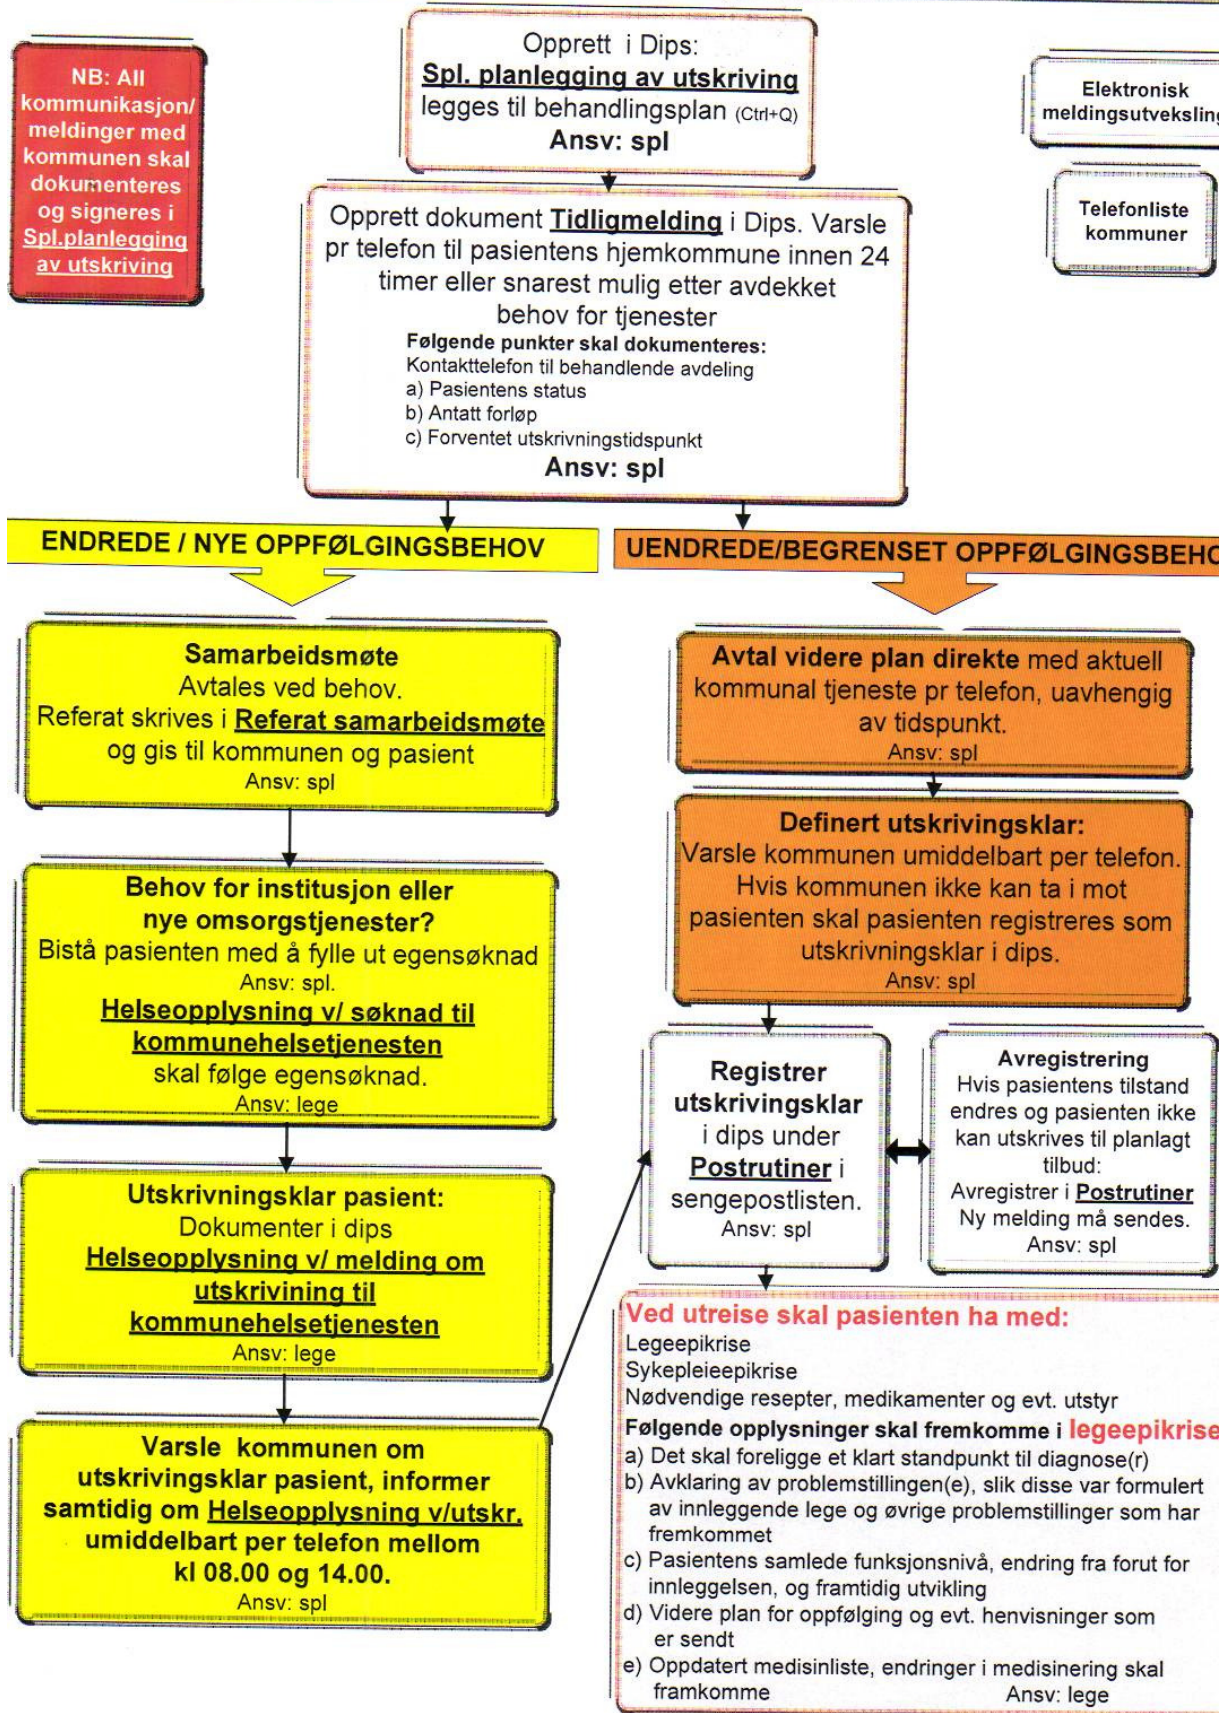 NB: All
kommunikasjon/
meldinger med
kommunen skal
dokumenteres
og signeres i
Spl.planlegging
av utskriving
Opprett i Dips:
Spl. planlegging av utskriving
legges til behandlingsplan (Ctrl+Q)
Ansv: spl
Elektronisk
meldingsutveksling
Telefonliste
kommuner
Opprett dokument Tidligmelding i Dips. Varsle
pr telefon til pasientens hjemkommune innen 24
timer eller snarest mulig etter avdekket
behov for tjenester
Følgende punkter skal dokumenteres:
Kontakttelefon til behandlende avdeling
a) Pasientens status
b) Antatt forløp
c) Forventet utskrivningstidspunkt
Ansv: spl
ENDREDE / NYE OPPFØLGINGSBEHOV
Samarbeidsmøte
Avtales ved behov.
Referat skrives i Referat samarbeidsmøte
og gis til kommunen og pasient
Ansv: spl
Behov for institusjon eller
nye omsorgstjenester?
Bistå pasienten med å fylle ut egensøknad
Ansv: spl.
Helseopplysning v/ søknad til
kommunehelsetjenesten
skal følge egensøknad.
Ansv: lege
Utskrivningsklar pasient:
Dokumenter i dips
Helseopplysning v/ melding om
utskrivining til
kommunehelsetjenesten
Ansv: lege
Varsle kommunen om
utskrivingsklar pasient, informer
samtidig om Helseopplysning v/utskr.
umiddelbart per telefon mellom
kl 08.00 og 14.00.
Ansv: spl
UENDREDE/BEGRENSET OPPFØLGINGSBEHO
Avtal videre plan direkte med aktuell
kommunal tjeneste pr telefon, uavhengig
av tidspunkt.
Ansv: spl
Definert utskrivingsklar:
Varsle kommunen umiddelbart per telefon.
Hvis kommunen ikke kan ta i mot
pasienten skal pasienten registreres som
utskrivningsklar i dips.
Ansv: spl
Registrer
utskrivingsklar
i dips under
Postrutiner i
sengepostlisten.
Ansv: spl
Avregistrering
Hvis pasientens tilstand
endres og pasienten ikke
kan utskrives til planlagt
tilbud:
Avregistrer i Postrutiner
Ny melding må sendes.
Ansv: spl
Ved utreise skal pasienten ha med:
Legeepikrise
Sykepleieepikrise
Nødvendige resepter, medikamenter og evt. utstyr
Følgende opplysninger skal fremkomme i legeepikrise
a) Det skal foreligge et klart standpunkt til diagnose(r)
b) Avklaring av problemstillingen(e), slik disse var formulert
av innleggende lege og øvrige problemstillinger som har
fremkommet
c) Pasientens samlede funksjonsnivå, endring fra forut for
innleggelsen, og framtidig utvikling
d) Videre plan for oppfølging og evt. henvisninger som
er sendt
e) Oppdatert medisinliste, endringer i medisinering skal
framkomme Ansv: lege